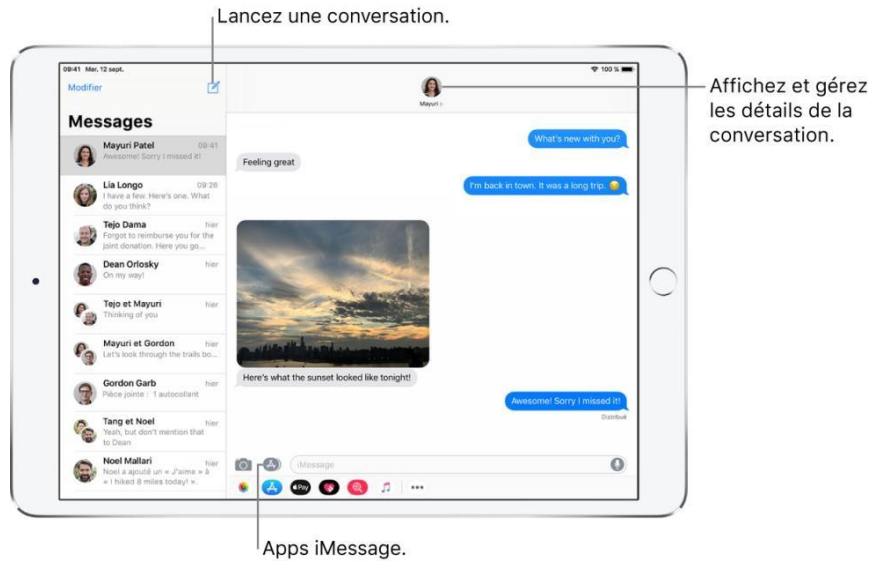 Lancez une conversation.
09:41 Mer. 12 sept.
100 %
Modifier
Messages
Mayuri Patel 09:41
Awesome! Sorry I missed it!
Lia Longo 09:26
I have a few. Here's one. What
do you think?
Tejo Dama hier
Forgot to reimburse you for the
joint donation. Here you go...
Dean Orlosky hier
On my way!
Tejo et Mayuri hier
Thinking of you
Mayuri et Gordon hier
Let's look through the trails bo...
Gordon Garb hier
Pièce jointe : 1 autocollant
Tang et Noel hier
Yeah, but don't mention that
to Dean
Noel Mallari hier
Noel a ajouté un « J'aime » à
« I hiked 8 miles today! ».
Mayuri
What's new with you?
Feeling great
I'm back in town. It was a long trip. 😴
Here's what the sunset looked like tonight!
Awesome! Sorry I missed it!
Distribué
iMessage
Pay
Affichez et gérez
les détails de la
conversation.
Apps iMessage.